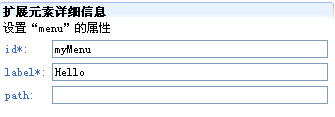 扩展元素详细信息
设置“menu”的属性
id*: myMenu
label*: Hello
path: